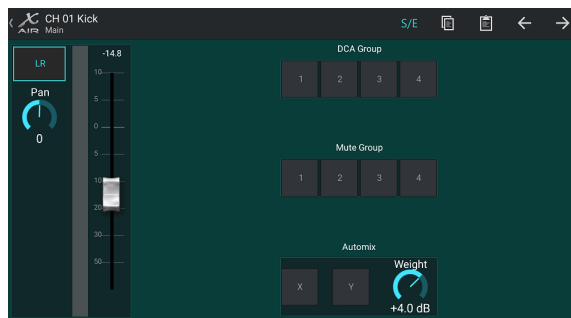 X AIR
CH 01 Kick
Main
S/E
LR
Pan
0
-14.8
10
5
0
5
10
20
30
50
DCA Group
1 2 3 4
Mute Group
1 2 3 4
Automix
X Y
Weight
+4.0 dB